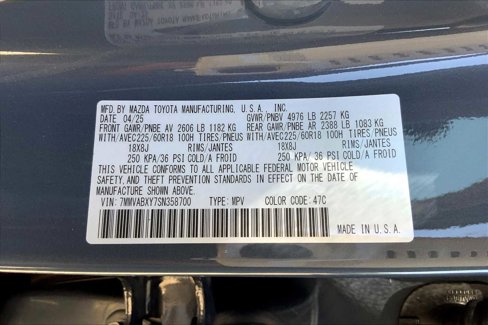 MFD. BY MAZDA TOYOTA MANUFACTURING, U.S.A., INC.
DATE 04/25 GVWR/PNBV 4976 LB 2257 KG
FRONT GAWR/PNBE AV 2606 LB 1182 KG REAR GAWR/PNBE AR 2388 LB 1083 KG
WITH/AVEC225/60R18 100H TIRES/PNEUS WITH/AVEC225/60R18 100H TIRES/PNEUS
18X8J RIMS/JANTES 18X8J RIMS/JANTES
250 KPA/ 36 PSI COLD/A FROID 250 KPA/ 36 PSI COLD/A FROID
THIS VEHICLE CONFORMS TO ALL APPLICABLE FEDERAL MOTOR VEHICLE
SAFETY, AND THEFT PREVENTION STANDARDS IN EFFECT ON THE DATE OF
MANUFACTURE SHOWN ABOVE.
VIN: 7MMVABXY7SN358700 TYPE: MPV COLOR CODE: 47C
MADE IN U.S.A.